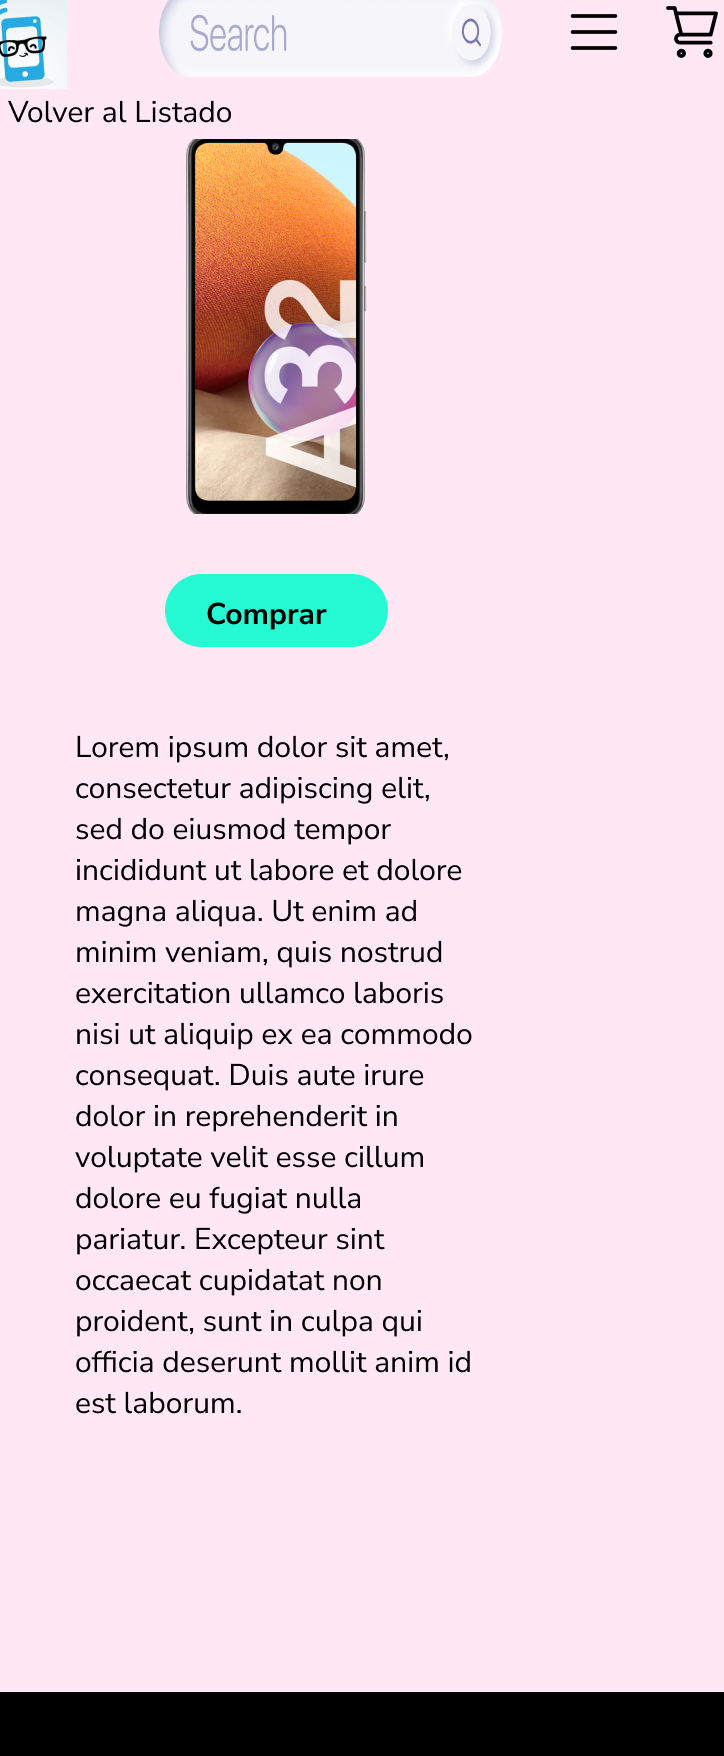 Search
Volver al Listado
A32
Comprar
Lorem ipsum dolor sit amet,
consectetur adipiscing elit,
sed do eiusmod tempor
incididunt ut labore et dolore
magna aliqua. Ut enim ad
minim veniam, quis nostrud
exercitation ullamco laboris
nisi ut aliquip ex ea commodo
consequat. Duis aute irure
dolor in reprehenderit in
voluptate velit esse cillum
dolore eu fugiat nulla
pariatur. Excepteur sint
occaecat cupidatat non
proident, sunt in culpa qui
officia deserunt mollit anim id
est laborum.